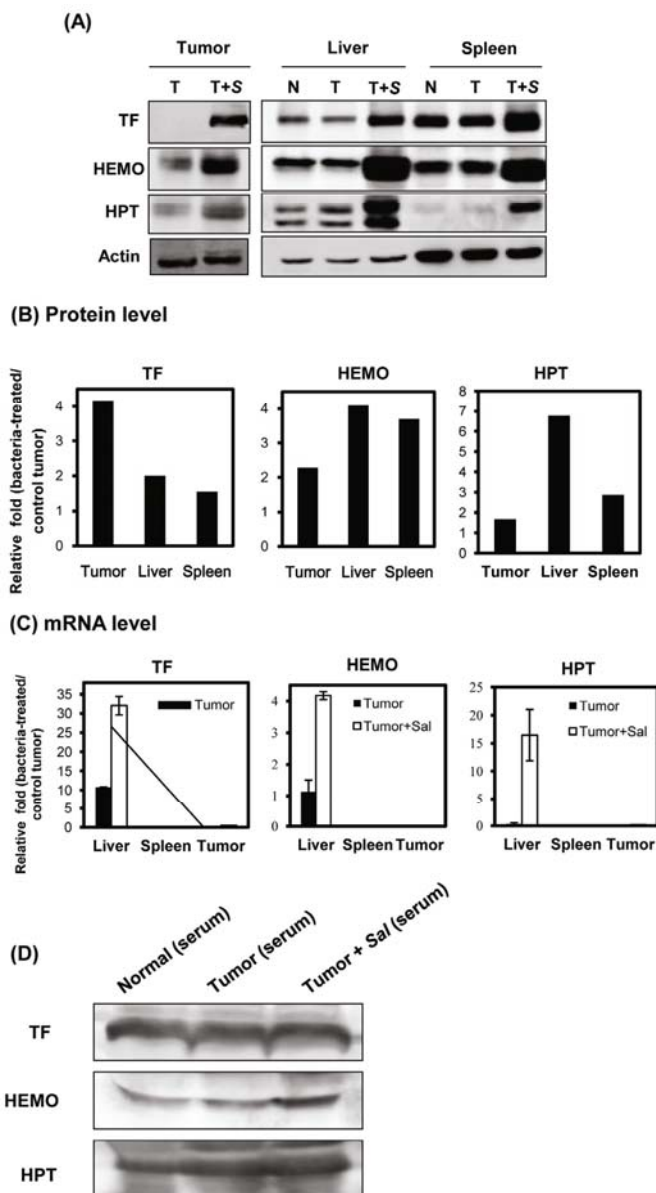 (A)
Tumor Liver Spleen
T T+S N T T+S N T T+S
TF
HEMO
HPT
Actin
(B) Protein level
TF HEMO HPT
Relative fold (bacteria-treated/
control tumor)
4
3
2
1
0
Tumor Liver Spleen
5
4
3
2
1
0
Tumor Liver Spleen
8
7
6
5
4
3
2
1
0
Tumor Liver Spleen
(C) mRNA level
TF HEMO HPT
Relative fold (bacteria-treated/
control tumor)
35
30
25
20
15
10
5
0
Tumor
Liver Spleen Tumor
4
3
2
1
0
Tumor
Tumor+Sal
Liver Spleen Tumor
25
20
15
10
5
0
Tumor
Tumor+Sal
Liver Spleen Tumor
(D)
Normal (serum)
Tumor (serum)
Tumor + Sal (serum)
TF
HEMO
HPT